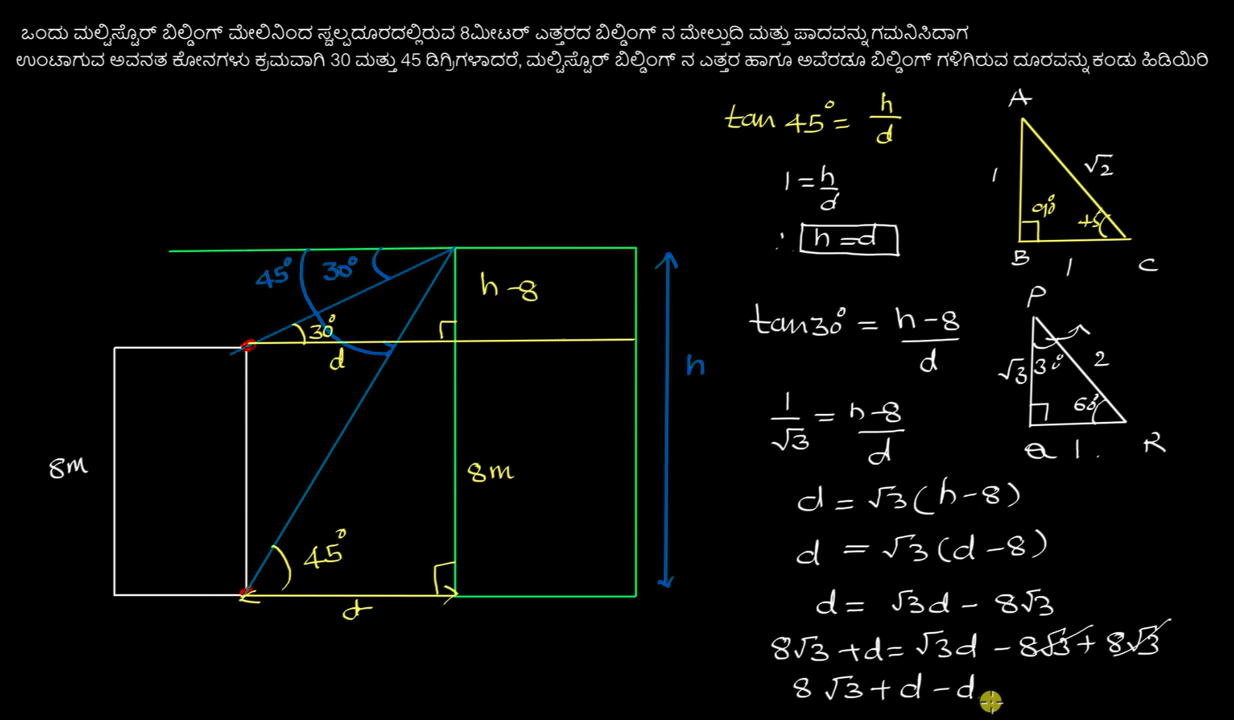 ಒಂದು ಮಲ್ಟಿಸ್ಟೊರ್ ಬಿಲ್ಡಿಂಗ್ ಮೇಲಿನಿಂದ ಸ್ವಲ್ಪದೂರದಲ್ಲಿರುವ 8ಮೀಟರ್ ಎತ್ತರದ ಬಿಲ್ಡಿಂಗ್ ನ ಮೇಲ್ತುದಿ ಮತ್ತು ಪಾದವನ್ನು ಗಮನಿಸಿದಾಗ
ಉಂಟಾಗುವ ಅವನತ ಕೋನಗಳು ಕ್ರಮವಾಗಿ 30 ಮತ್ತು 45 ಡಿಗ್ರಿಗಳಾದರೆ, ಮಲ್ಟಿಸ್ಟೊರ್ ಬಿಲ್ಡಿಂಗ್ ನ ಎತ್ತರ ಹಾಗೂ ಅವೆರಡೂ ಬಿಲ್ಡಿಂಗ್ ಗಳಿಗಿರುವ ದೂರವನ್ನು ಕಂಡು ಹಿಡಿಯಿರಿ
45° 30°
h-8
30°
d
h
8m
8m
45°
d
tan 45° = h/d
1 = h/d
∴ h = d
tan30° = h-8/d
1/√3 = h-8/d
d = √3(h-8)
d = √3(d-8)
d = √3d - 8√3
8√3 + d = √3d - 8√3 + 8√3
8√3 + d - d
A
1
√2
90°
45°
B
1
C
P
√3
30°
2
60°
Q
1
R